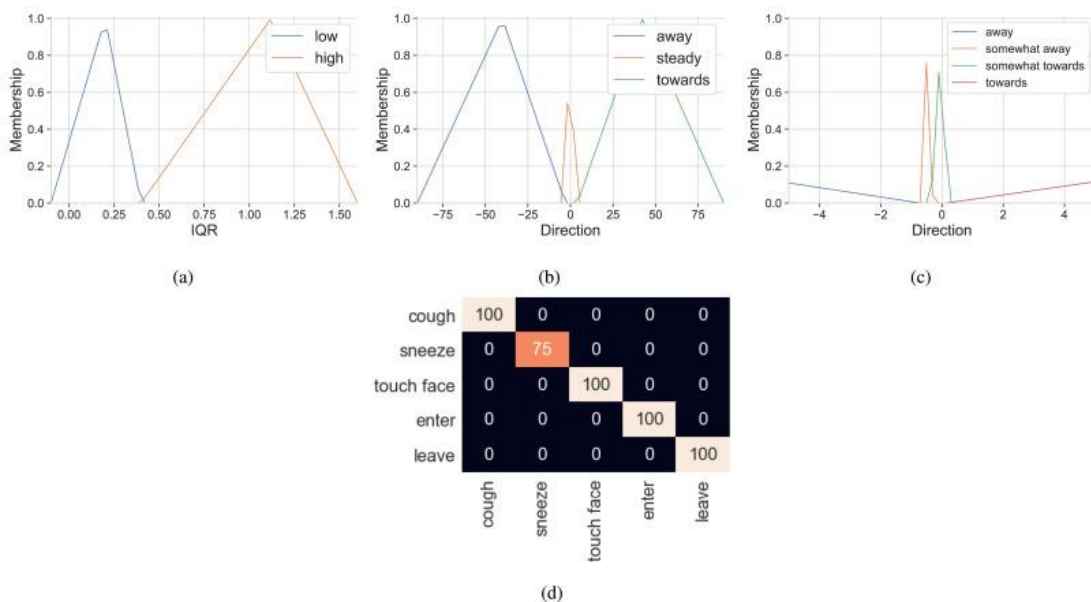 1.0
0.8
0.6
0.4
0.2
0.0
Membership
low
high
0.00 0.25 0.50 0.75 1.00 1.25 1.50
IQR
(a)
1.0
0.8
0.6
0.4
0.2
0.0
Membership
away
steady
towards
−75 −50 −25 0 25 50 75
Direction
(b)
1.0
0.8
0.6
0.4
0.2
0.0
Membership
away
somewhat away
somewhat towards
towards
−4 −2 0 2 4
Direction
(c)
cough 100 0 0 0 0
sneeze 0 75 0 0 0
touch face 0 0 100 0 0
enter 0 0 0 100 0
leave 0 0 0 0 100
cough
sneeze
touch face
enter
leave
(d)